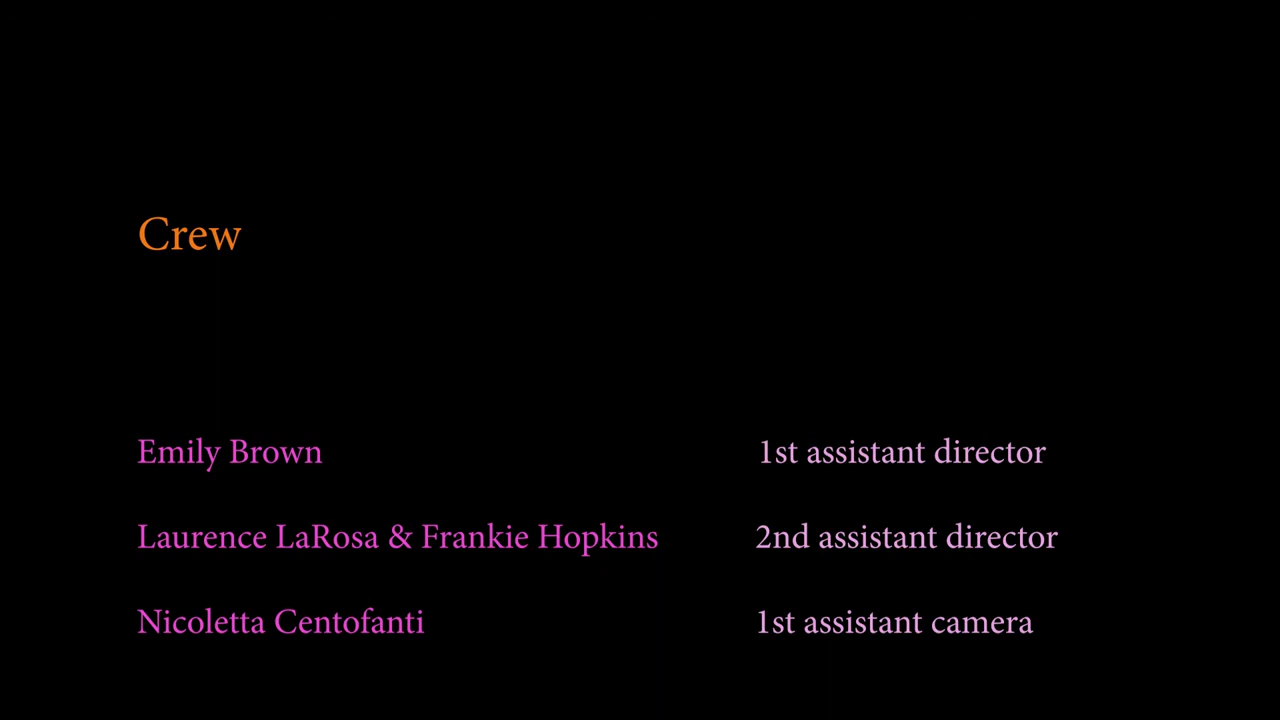 Crew
Emily Brown 1st assistant director
Laurence LaRosa & Frankie Hopkins 2nd assistant director
Nicoletta Centofanti 1st assistant camera